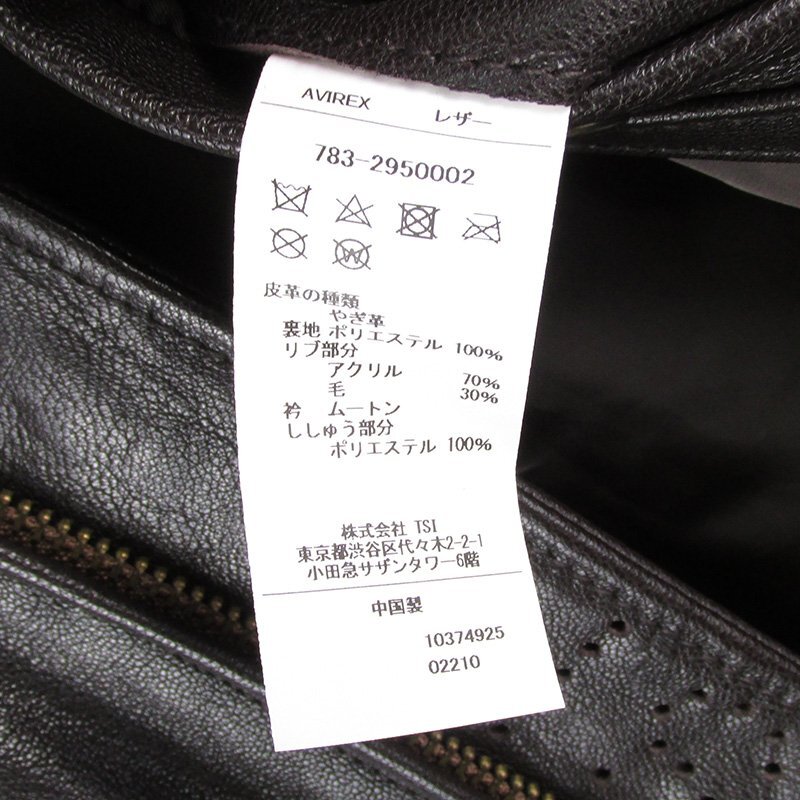 AVIREX レザー
783-2950002
W
皮革の種類
やぎ革
裏地 ポリエステル 100%
リブ部分
アクリル 70%
毛 30%
衿 ムートン
ししゅう部分
ポリエステル 100%
株式会社 TSI
東京都渋谷区代々木2-2-1
小田急サザンタワー6階
中国製
10374925
02210